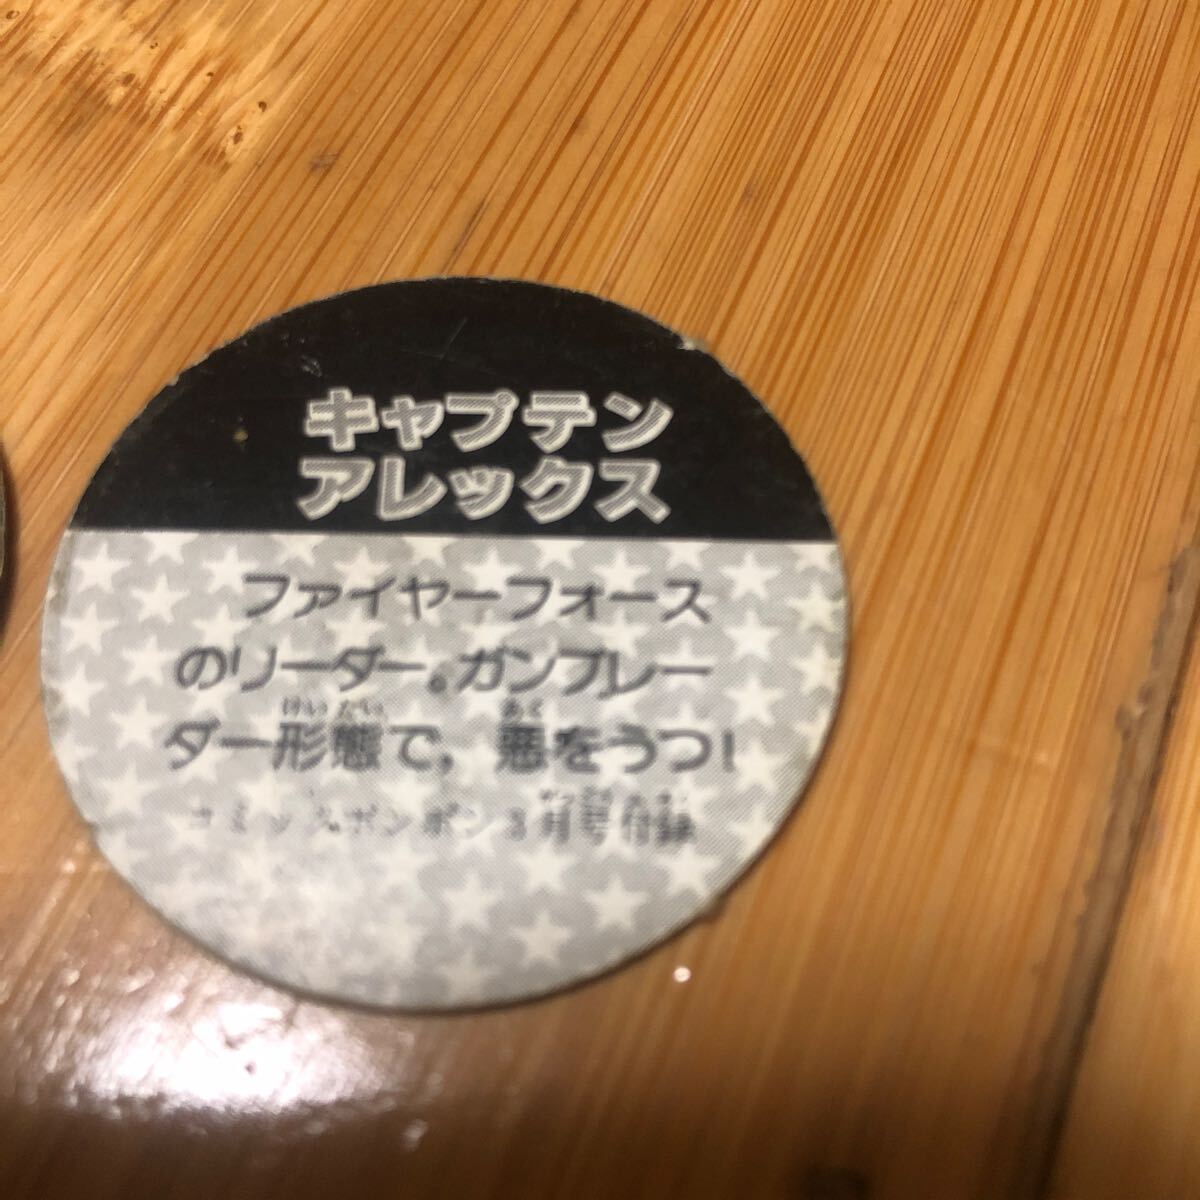 キャプテン
アレックス
ファイヤーフォース
のリーダー。ガンブレー
ダー形態で，悪をうつ！
コミックボンボン3月号付録